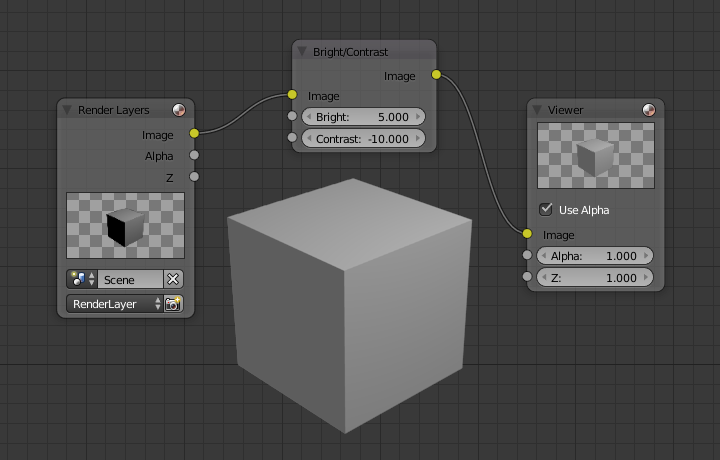 Render Layers
Image
Alpha
Z
Scene
RenderLayer
Bright/Contrast
Image
Image
Bright: 5.000
Contrast: -10.000
Viewer
Use Alpha
Image
Alpha: 1.000
Z: 1.000